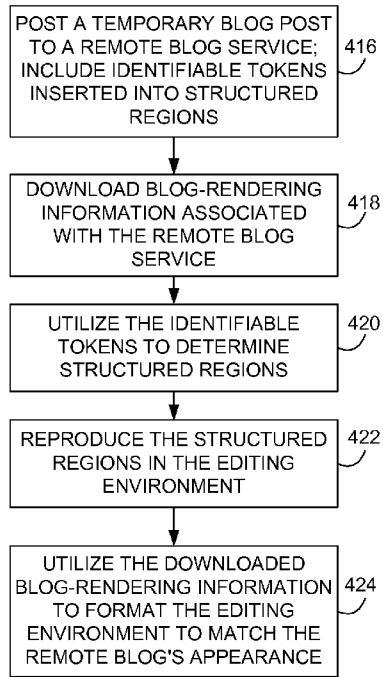 POST A TEMPORARY BLOG POST
TO A REMOTE BLOG SERVICE;
INCLUDE IDENTIFIABLE TOKENS
INSERTED INTO STRUCTURED
REGIONS
416
DOWNLOAD BLOG-RENDERING
INFORMATION ASSOCIATED
WITH THE REMOTE BLOG
SERVICE
418
UTILIZE THE IDENTIFIABLE
TOKENS TO DETERMINE
STRUCTURED REGIONS
420
REPRODUCE THE STRUCTURED
REGIONS IN THE EDITING
ENVIRONMENT
422
UTILIZE THE DOWNLOADED
BLOG-RENDERING INFORMATION
TO FORMAT THE EDITING
ENVIRONMENT TO MATCH THE
REMOTE BLOG'S APPEARANCE
424